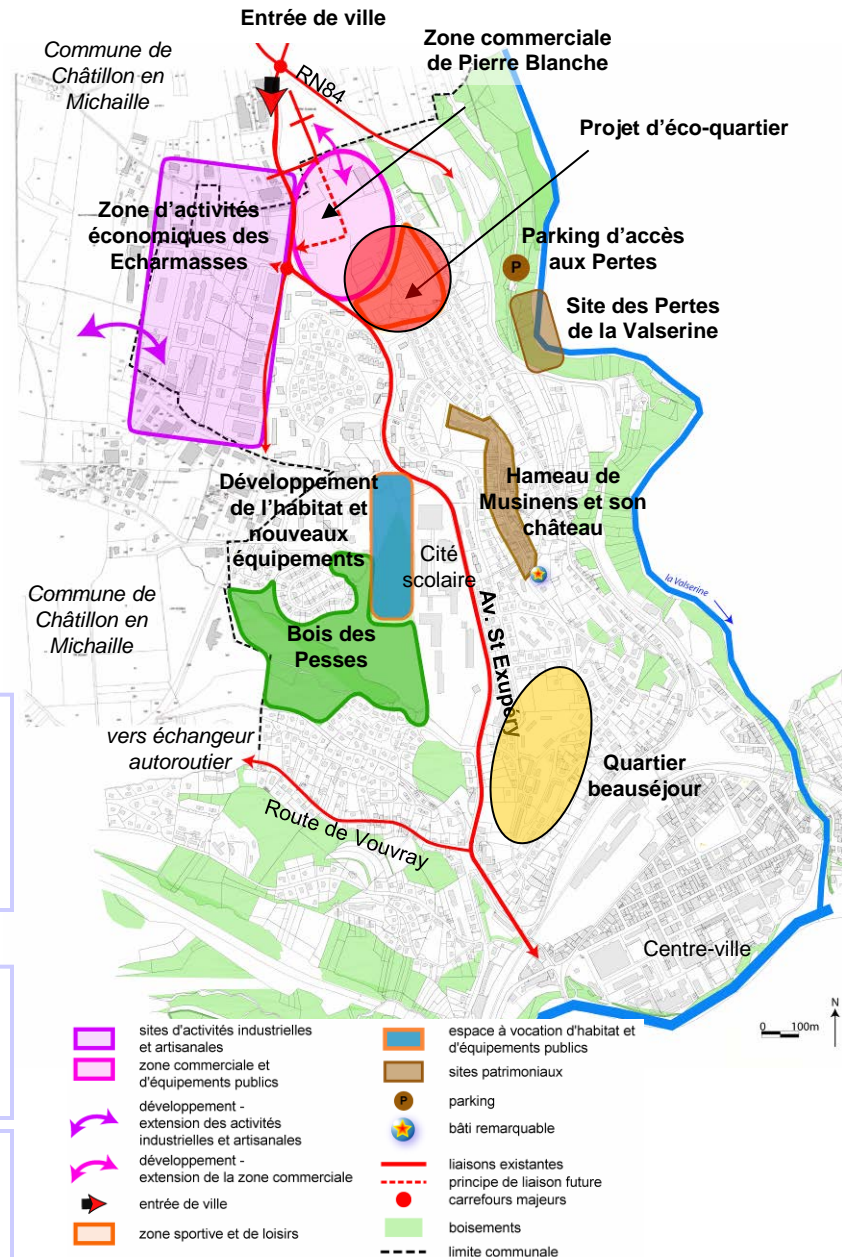 Entrée de ville
Commune de
Châtillon en
Michaille
RN84
Zone commerciale
de Pierre Blanche
Projet d'éco-quartier
Zone d'activités
économiques des
Echarmasses
Parking d'accès
aux Pertes
P
Site des Pertes
de la Valserine
Développement
de l'habitat et
nouveaux
équipements
Hameau de
Musinens et son
château
Cité
scolaire
Commune de
Châtillon en
Michaille
Bois des
Pesses
Av. St Exupéry
la Valserine
vers échangeur
autoroutier
Quartier
beauséjour
Route de Vouvray
Centre-ville
N
0 100m
sites d'activités industrielles
et artisanales
zone commerciale et
d'équipements publics
développement -
extension des activités
industrielles et artisanales
développement -
extension de la zone commerciale
entrée de ville
zone sportive et de loisirs
espace à vocation d'habitat et
d'équipements publics
sites patrimoniaux
P
parking
bâti remarquable
liaisons existantes
principe de liaison future
carrefours majeurs
boisements
limite communale